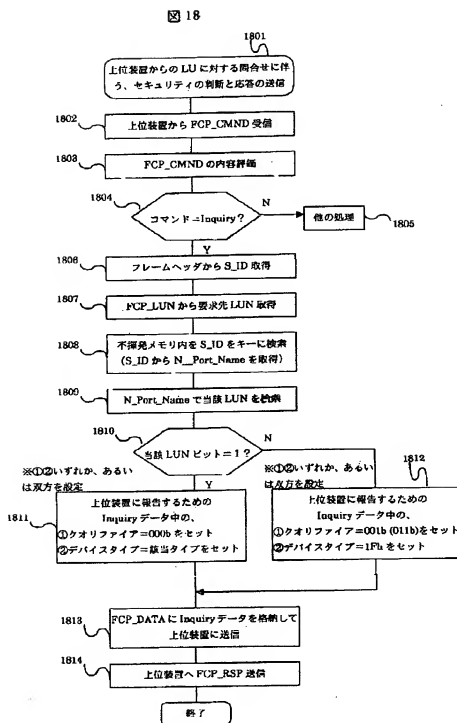 図 18
1801
上位装置からの LU に対する問合せに伴
う、セキュリティの判断と応答の送信
1802
上位装置から FCP_CMND 受信
1803
FCP_CMND の内容評価
1804
コマンド=Inquiry?
N
他の処理
1805
Y
1806
フレームヘッダから S_ID 取得
1807
FCP_LUN から要求先 LUN 取得
1808
不揮発メモリ内を S_ID をキーに検索
(S_ID から N_Port_Name を取得)
1809
N_Port_Name で当該 LUN を検索
1810
当該 LUN ビット=1?
N
Y
※①②いずれか、あるい
は双方を設定
1811
上位装置に報告するための
Inquiry データ中の、
①クオリファイア=000b をセット
②デバイスタイプ=該当タイプをセット
※①②いずれか、あるい
は双方を設定
1812
上位装置に報告するための
Inquiry データ中の、
①クオリファイア=001b (011b)をセット
②デバイスタイプ=1Fh をセット
1813
FCP_DATA に Inquiry データを格納して
上位装置に送信
1814
上位装置へ FCP_RSP 送信
終了